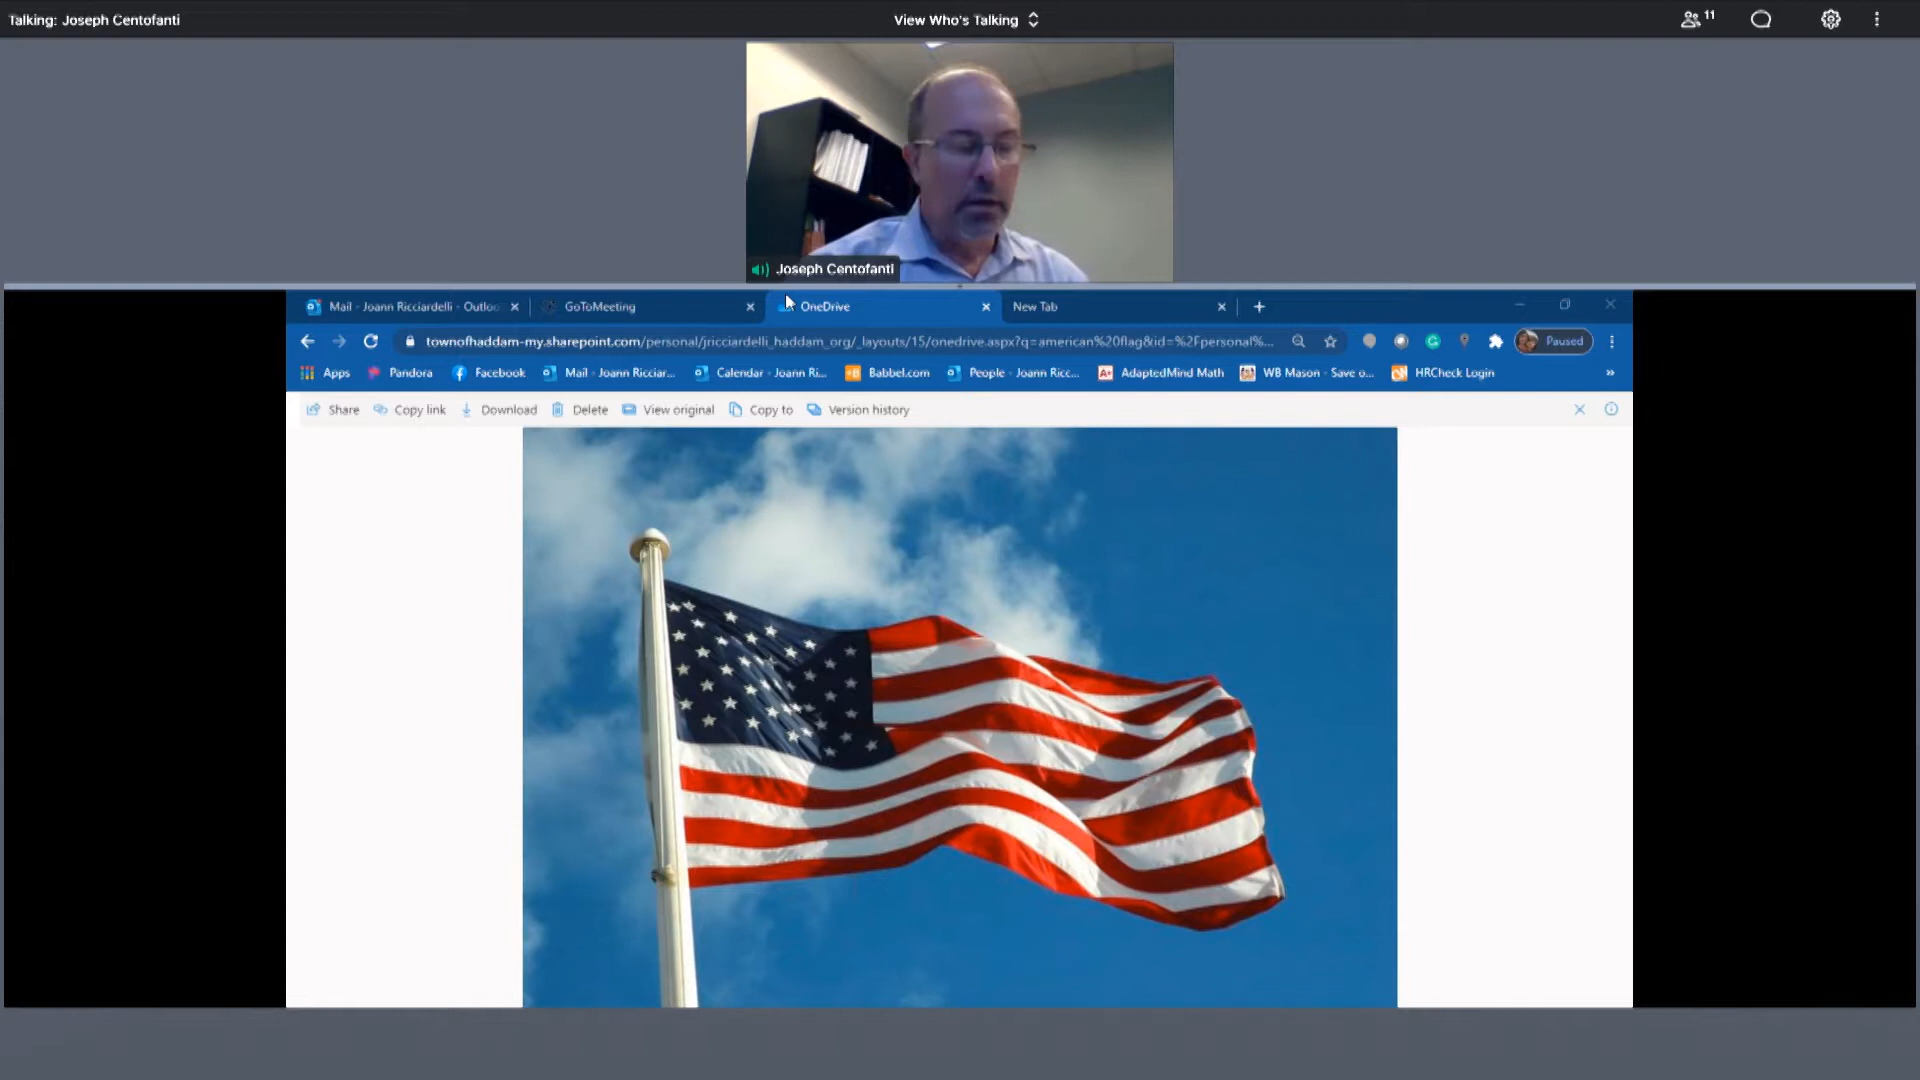 Talking: Joseph Centofanti
View Who's Talking
11
Joseph Centofanti
Mail - Joann Ricciardelli - Outloo
GoToMeeting
OneDrive
New Tab
townofhaddam-my.sharepoint.com/personal/jricciardelli_haddam_org/_layouts/15/onedrive.aspx?q=american%20flag&id=%2Fpersonal%...
Paused
Apps
Pandora
Facebook
Mail - Joann Ricciar...
Calendar - Joann Ri...
Babbel.com
People - Joann Ricc...
AdaptedMind Math
WB Mason - Save o...
HRCheck Login
»
Share
Copy link
Download
Delete
View original
Copy to
Version history